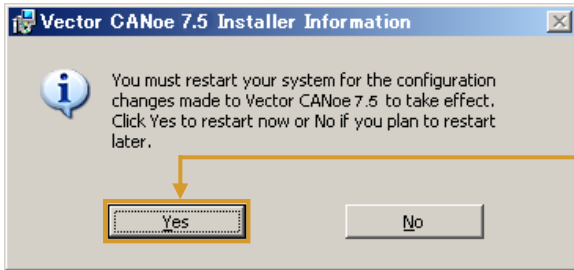 Vector CANoe 7.5 Installer Information
You must restart your system for the configuration
changes made to Vector CANoe 7.5 to take effect.
Click Yes to restart now or No if you plan to restart
later.
Yes
No